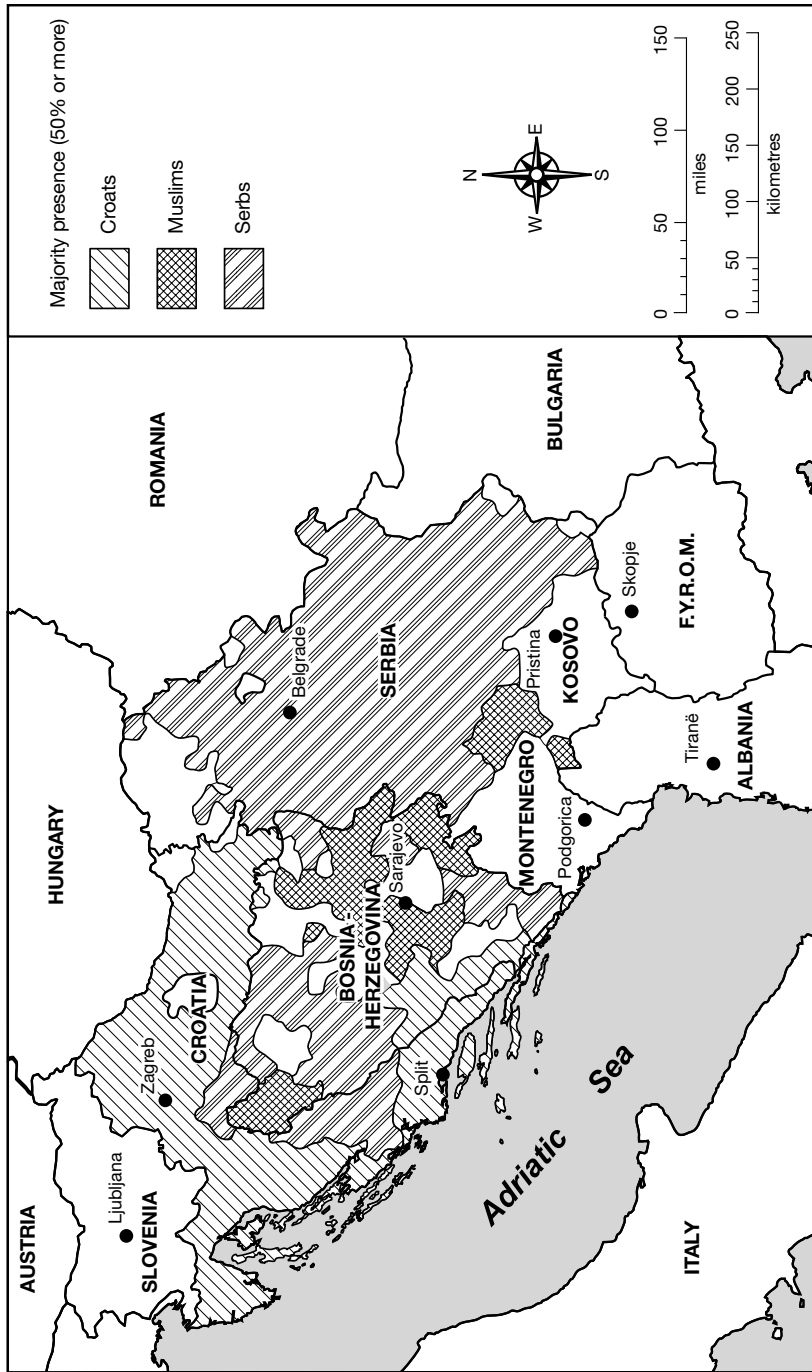 Majority presence (50% or more)
Croats
Muslims
Serbs
N
W
E
S
0
50
100
150
miles
0
50
100
150
200
250
kilometres
AUSTRIA
HUNGARY
ROMANIA
Ljubljana
SLOVENIA
Zagreb
CROATIA
Belgrade
SERBIA
BOSNIA -
HERZEGOVINA
Sarajevo
Split
MONTENEGRO
Podgorica
Pristina
KOSOVO
BULGARIA
Skopje
F.Y.R.O.M.
Tiranë
ALBANIA
Adriatic Sea
ITALY